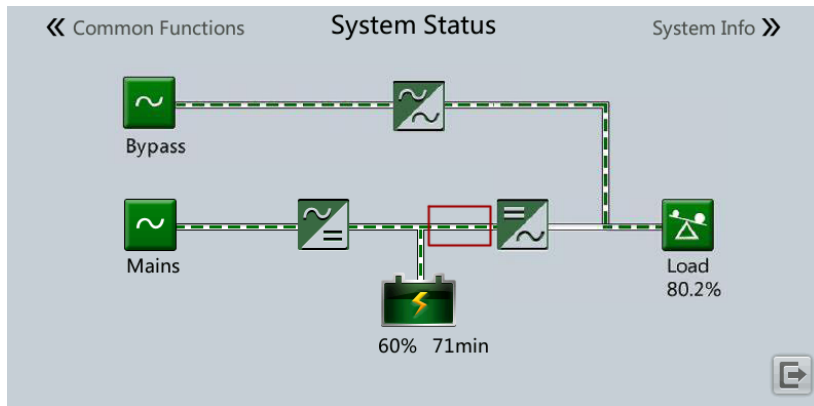 « Common Functions
System Status
System Info »
Bypass
Mains
Load
80.2%
60% 71min